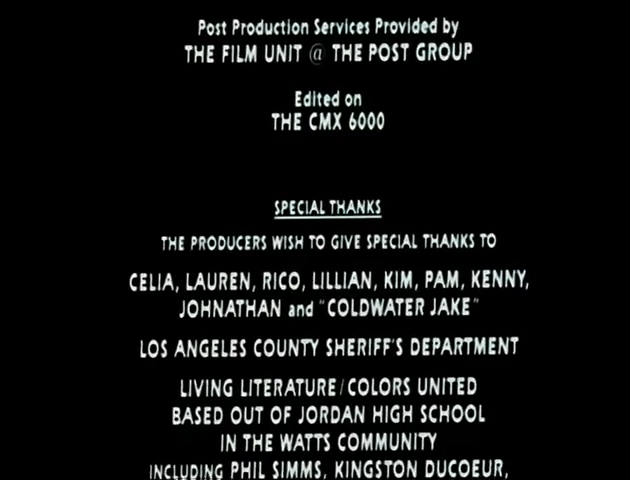 Post Production Services Provided by
THE FILM UNIT @ THE POST GROUP
Edited on
THE CMX 6000
SPECIAL THANKS
THE PRODUCERS WISH TO GIVE SPECIAL THANKS TO
CELIA, LAUREN, RICO, LILLIAN, KIM, PAM, KENNY,
JOHNATHAN and "COLDWATER JAKE"
LOS ANGELES COUNTY SHERIFF'S DEPARTMENT
LIVING LITERATURE/COLORS UNITED
BASED OUT OF JORDAN HIGH SCHOOL
IN THE WATTS COMMUNITY
INCLUDING PHIL SIMMS, KINGSTON DUCOEUR,